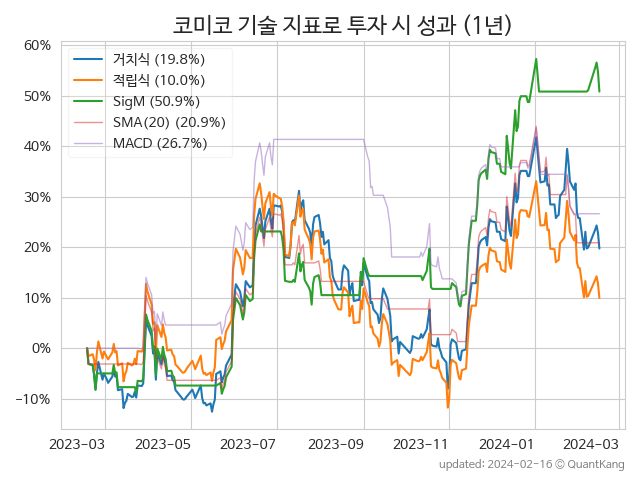 코미코 기술 지표로 투자 시 성과 (1년)
60%
50%
40%
30%
20%
10%
0%
−10%
거치식 (19.8%)
적립식 (10.0%)
SigM (50.9%)
SMA(20) (20.9%)
MACD (26.7%)
2023-03 2023-05 2023-07 2023-09 2023-11 2024-01 2024-03
updated: 2024-02-16 © QuantKang